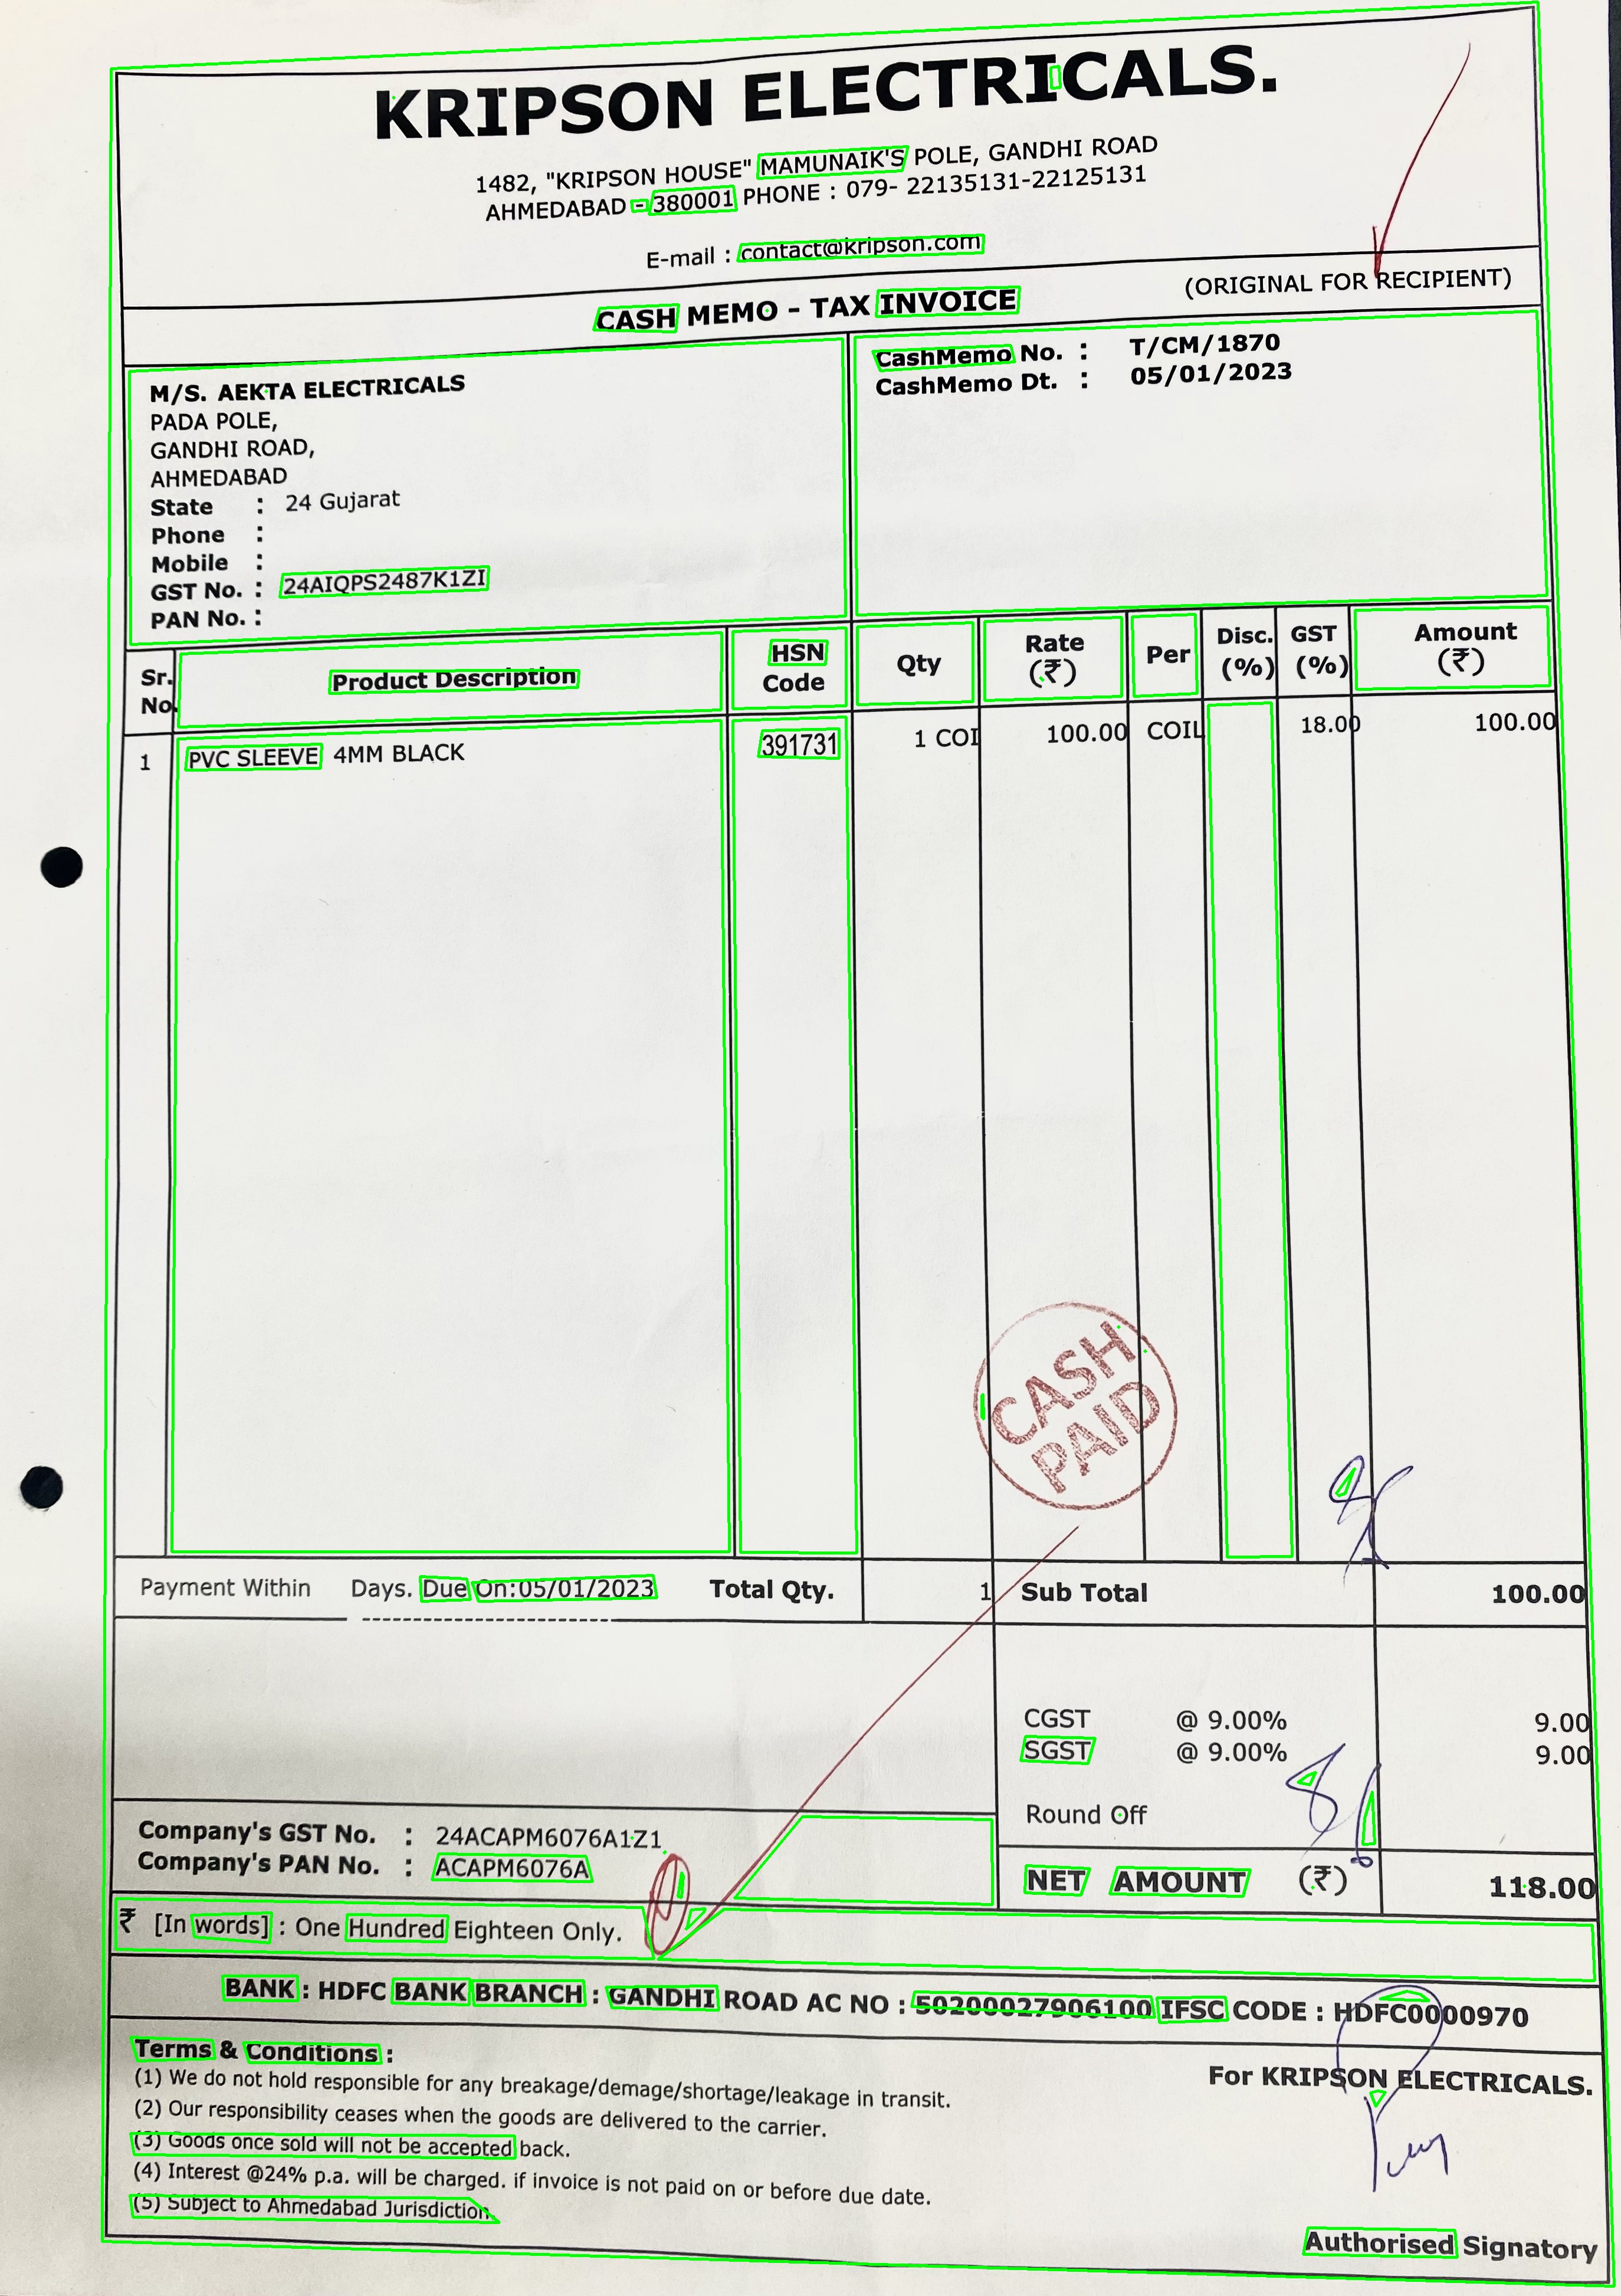 KRIPSON ELECTRICALS.
1482, "KRIPSON HOUSE" MAMUNAIK'S POLE, GANDHI ROAD
AHMEDABAD - 380001 PHONE : 079- 22135131-22125131
E-mail : contact@kripson.com
CASH MEMO - TAX INVOICE
(ORIGINAL FOR RECIPIENT)
M/S. AEKTA ELECTRICALS
PADA POLE,
GANDHI ROAD,
AHMEDABAD
State : 24 Gujarat
Phone :
Mobile :
GST No. : 24AIQPS2487K1ZI
PAN No. :
CashMemo No. : T/CM/1870
CashMemo Dt. : 05/01/2023
Sr. No. Product Description HSN Code Qty Rate (₹) Per Disc. (%) GST (%) Amount (₹)
1 PVC SLEEVE 4MM BLACK 391731 1 COI 100.00 COIL 18.00 100.00
CASH
PAID
Payment Within Days. Due On:05/01/2023 Total Qty. 1 Sub Total 100.00
CGST @ 9.00% 9.00
SGST @ 9.00% 9.00
Round Off
Company's GST No. : 24ACAPM6076A1Z1
Company's PAN No. : ACAPM6076A
NET AMOUNT (₹) 118.00
₹ [In words] : One Hundred Eighteen Only.
BANK : HDFC BANK BRANCH : GANDHI ROAD AC NO : 50200027906100 IFSC CODE : HDFC0000970
Terms & Conditions :
(1) We do not hold responsible for any breakage/demage/shortage/leakage in transit.
(2) Our responsibility ceases when the goods are delivered to the carrier.
(3) Goods once sold will not be accepted back.
(4) Interest @24% p.a. will be charged. if invoice is not paid on or before due date.
(5) Subject to Ahmedabad Jurisdiction
For KRIPSON ELECTRICALS.
Authorised Signatory